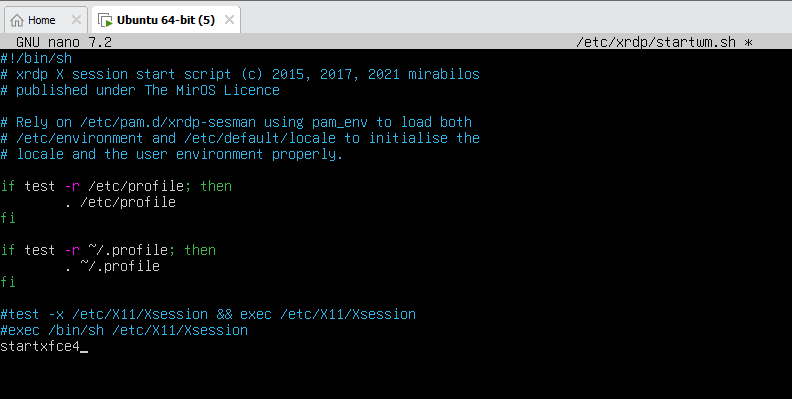 Home
Ubuntu 64-bit (5)
GNU nano 7.2 /etc/xrdp/startwm.sh *
#!/bin/sh
# xrdp X session start script (c) 2015, 2017, 2021 mirabilos
# published under The MirOS Licence
# Rely on /etc/pam.d/xrdp-sesman using pam_env to load both
# /etc/environment and /etc/default/locale to initialise the
# locale and the user environment properly.
if test -r /etc/profile; then
. /etc/profile
fi
if test -r ~/.profile; then
. ~/.profile
fi
#test -x /etc/X11/Xsession && exec /etc/X11/Xsession
#exec /bin/sh /etc/X11/Xsession
startxfce4